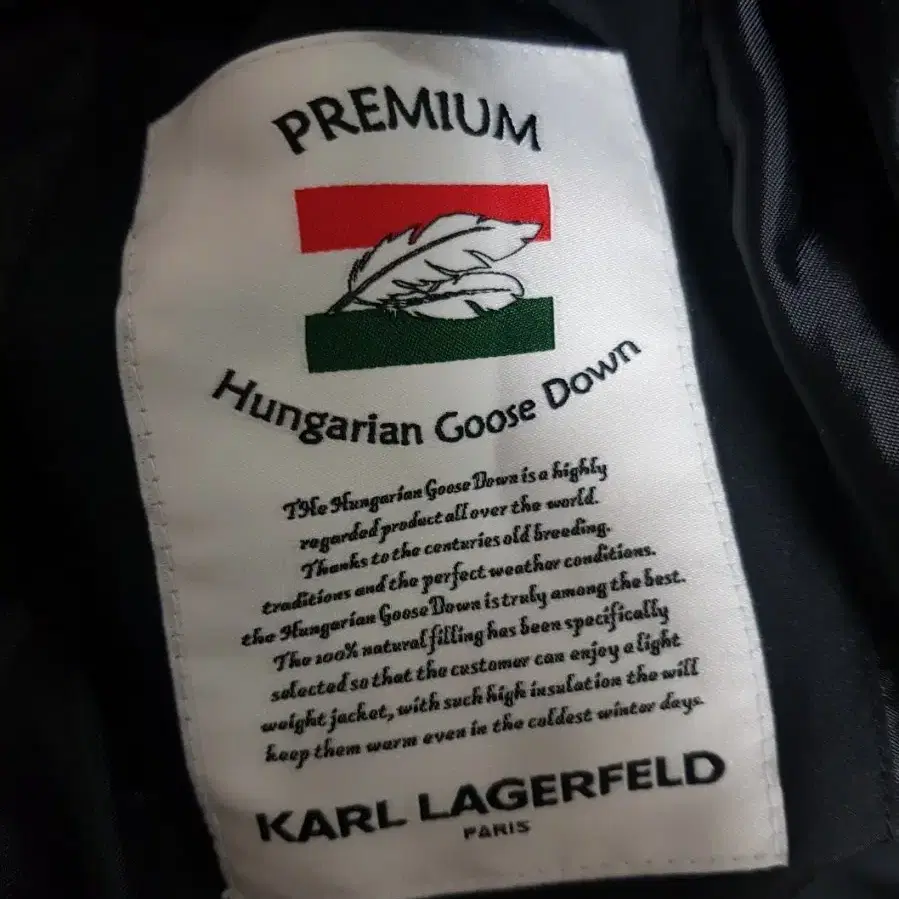 PREMIUM
Hungarian Goose Down
THe Hungarian Goose Down is a highly
regarded product all over the world.
Thanks to the centuries old breeding.
traditions and the perfect weather conditions.
the Hungarian Goose Down is truly among the best.
The 100% natural filling has been specifically
selected so that the customer can enjoy a light
weight jacket, with such high insulation the will
keep them warm even in the coldest winter days.
KARL LAGERFELD
PARIS